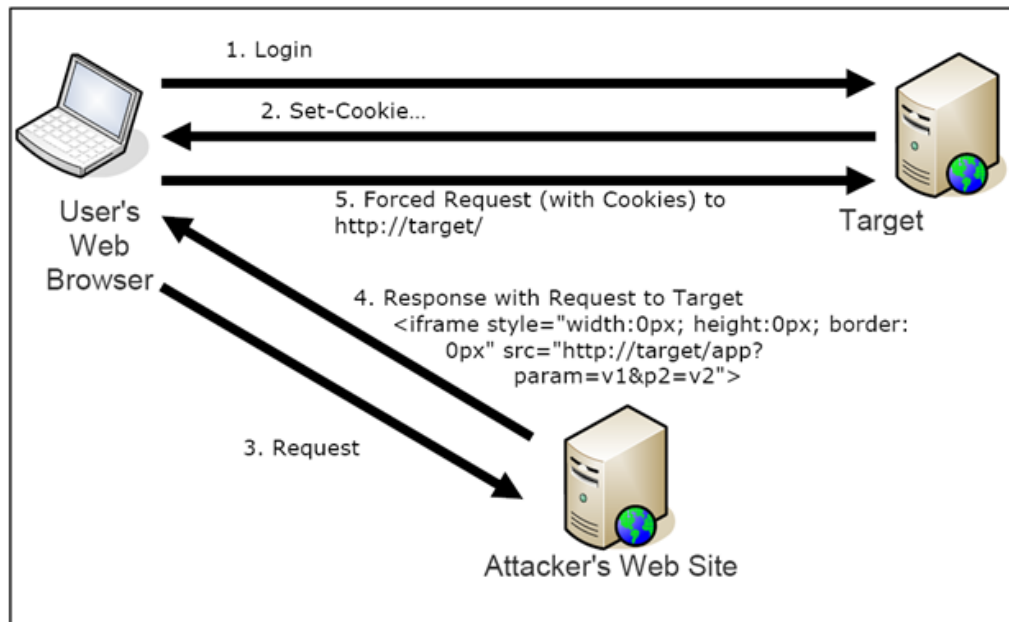 1. Login
2. Set-Cookie...
5. Forced Request (with Cookies) to
http://target/
User's
Web
Browser
Target
4. Response with Request to Target
<iframe style="width:0px; height:0px; border:
0px" src="http://target/app?
param=v1&p2=v2">
3. Request
Attacker's Web Site